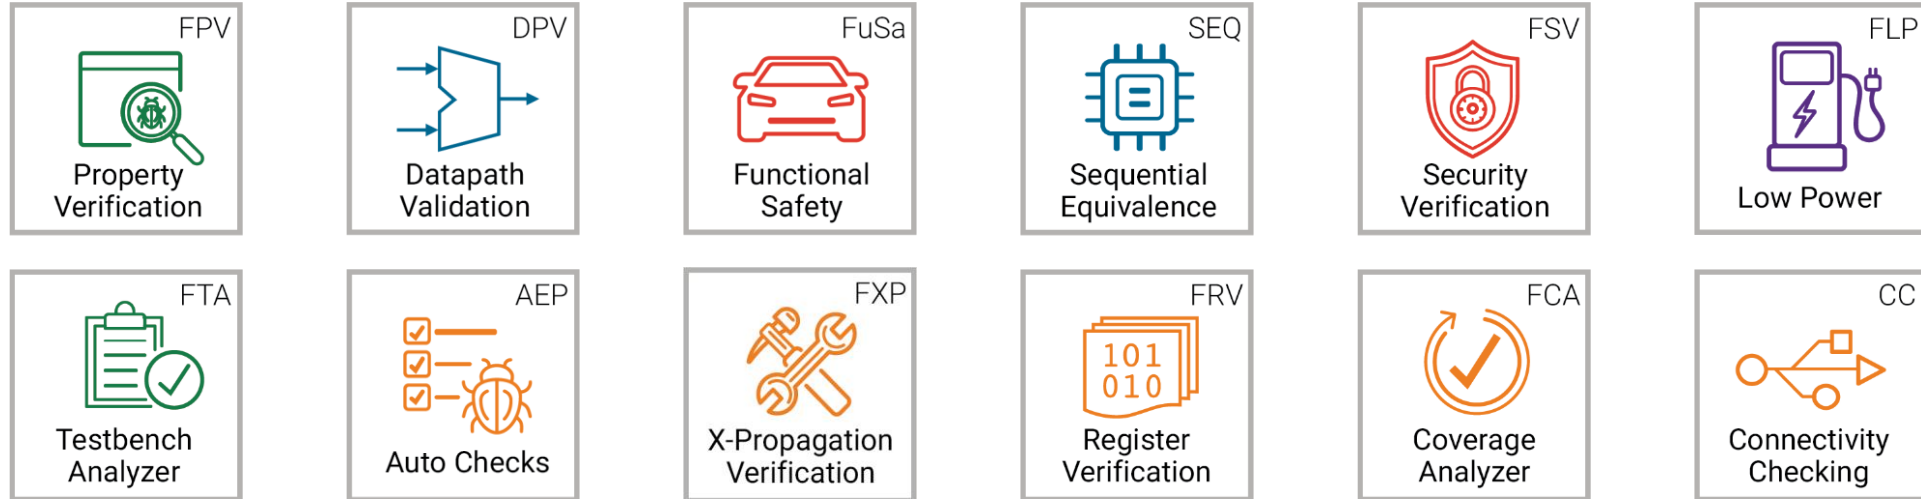 FPV
Property
Verification
DPV
Datapath
Validation
FuSa
Functional
Safety
SEQ
Sequential
Equivalence
FSV
Security
Verification
FLP
Low Power
FTA
Testbench
Analyzer
AEP
Auto Checks
FXP
X-Propagation
Verification
FRV
101
010
Register
Verification
FCA
Coverage
Analyzer
CC
Connectivity
Checking